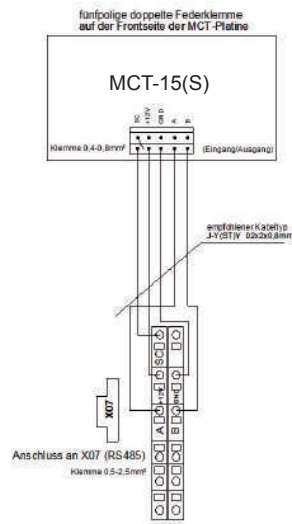 fünfpolige doppelte Federklemme
auf der Frontseite der MCT-Platine
MCT-15(S)
SC
+12V
GND
A
B
Klemme 0,4-0,8mm²
(Eingang/Ausgang)
empfohlener Kabeltyp
J-Y(ST)Y 02x2x0,8mm
SC
+12V
GND
A
B
X07
Anschluss an X07 (RS485)
Klemme 0,5-2,5mm²